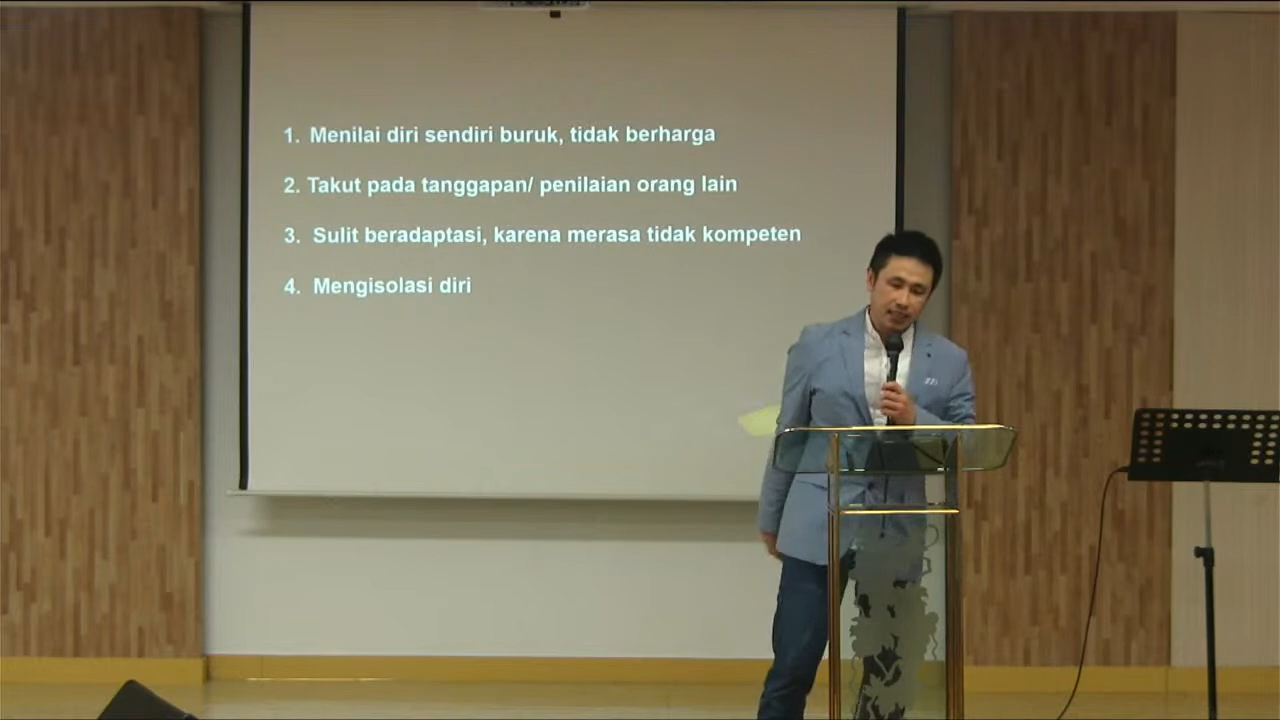 1. Menilai diri sendiri buruk, tidak berharga
2. Takut pada tanggapan/ penilaian orang lain
3. Sulit beradaptasi, karena merasa tidak kompeten
4. Mengisolasi diri